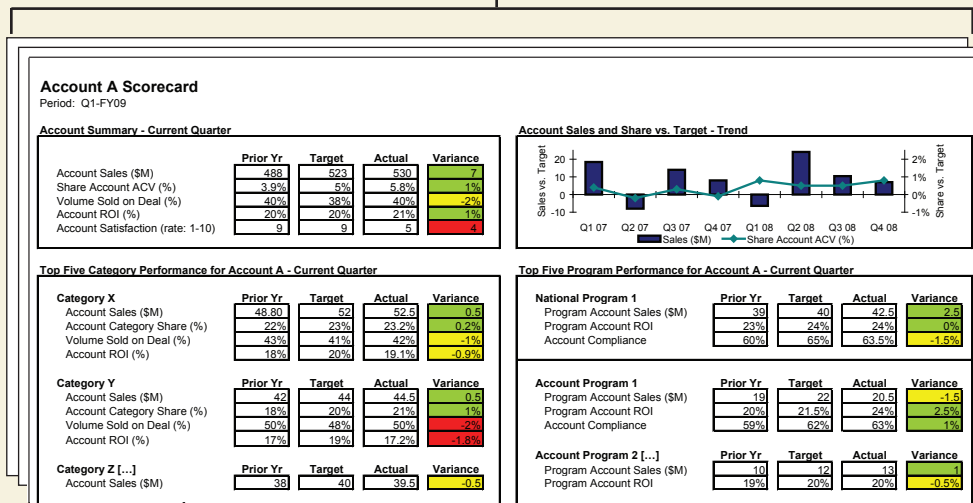 Account A Scorecard
Period: Q1-FY09
Account Summary - Current Quarter
Prior Yr Target Actual Variance
Account Sales ($M) 488 523 530 7
Share Account ACV (%) 3.9% 5% 5.8% 1%
Volume Sold on Deal (%) 40% 38% 40% -2%
Account ROI (%) 20% 20% 21% 1%
Account Satisfaction (rate: 1-10) 9 9 5 4
Account Sales and Share vs. Target - Trend
Sales vs. Target
20
10
0
-10
2%
1%
0%
-1%
Share vs. Target
Q1 07 Q2 07 Q3 07 Q4 07 Q1 08 Q2 08 Q3 08 Q4 08
Sales ($M) Share Account ACV (%)
Top Five Category Performance for Account A - Current Quarter
Category X Prior Yr Target Actual Variance
Account Sales ($M) 48.80 52 52.5 0.5
Account Category Share (%) 22% 23% 23.2% 0.2%
Volume Sold on Deal (%) 43% 41% 42% -1%
Account ROI (%) 18% 20% 19.1% -0.9%
Category Y Prior Yr Target Actual Variance
Account Sales ($M) 42 44 44.5 0.5
Account Category Share (%) 18% 20% 21% 1%
Volume Sold on Deal (%) 50% 48% 50% -2%
Account ROI (%) 17% 19% 17.2% -1.8%
Category Z [...] Prior Yr Target Actual Variance
Account Sales ($M) 38 40 39.5 -0.5
Top Five Program Performance for Account A - Current Quarter
National Program 1 Prior Yr Target Actual Variance
Program Account Sales ($M) 39 40 42.5 2.5
Program Account ROI 23% 24% 24% 0%
Account Compliance 60% 65% 63.5% -1.5%
Account Program 1 Prior Yr Target Actual Variance
Program Account Sales ($M) 19 22 20.5 -1.5
Program Account ROI 20% 21.5% 24% 2.5%
Account Compliance 59% 62% 63% 1%
Account Program 2 [...] Prior Yr Target Actual Variance
Program Account Sales ($M) 10 12 13 1
Program Account ROI 19% 20% 20% -0.5%